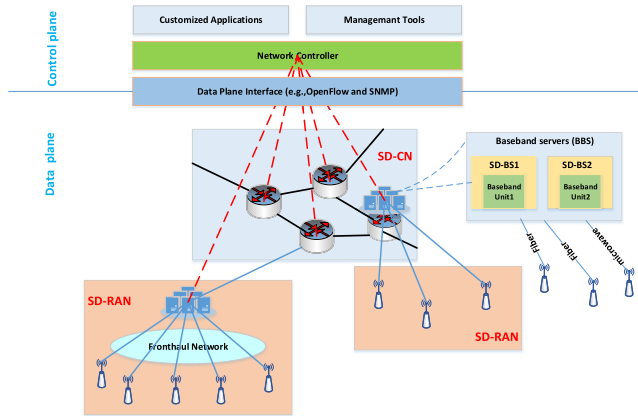 Control plane
Customized Applications
Managemant Tools
Network Controller
Data Plane Interface (e.g.,OpenFlow and SNMP)
Data plane
SD-CN
Baseband servers (BBS)
SD-BS1
SD-BS2
Baseband
Unit1
Baseband
Unit2
Fiber
Fiber
microwave
SD-RAN
Fronthaul Network
SD-RAN